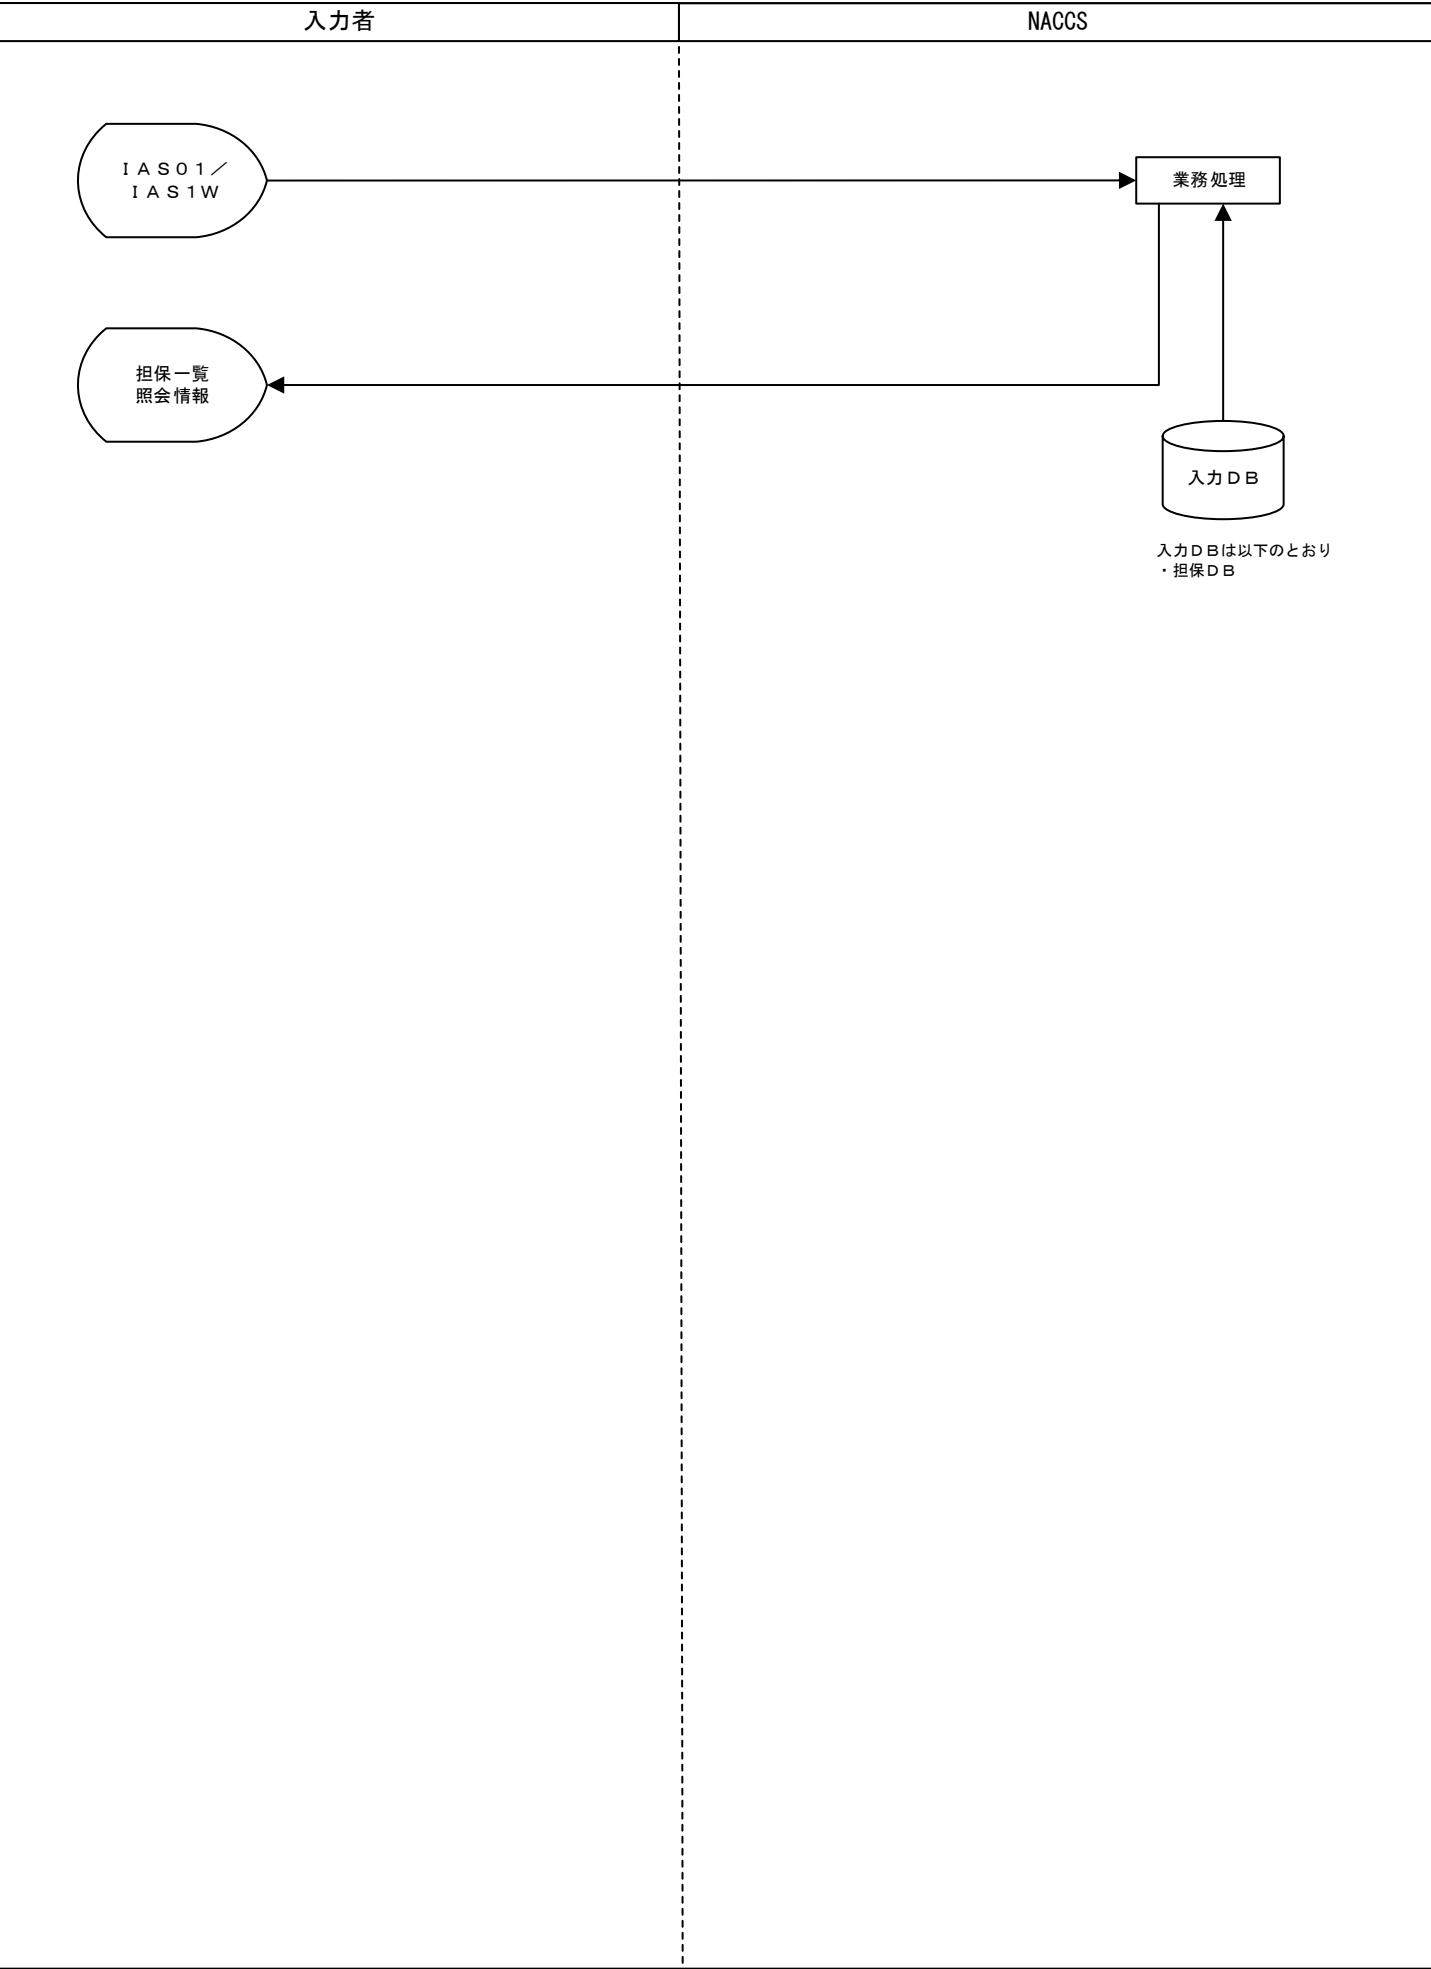 入力者
NACCS
ＩＡＳ０１／
ＩＡＳ１Ｗ
業務処理
担保一覧
照会情報
入力ＤＢ
入力ＤＢは以下のとおり
・担保ＤＢ